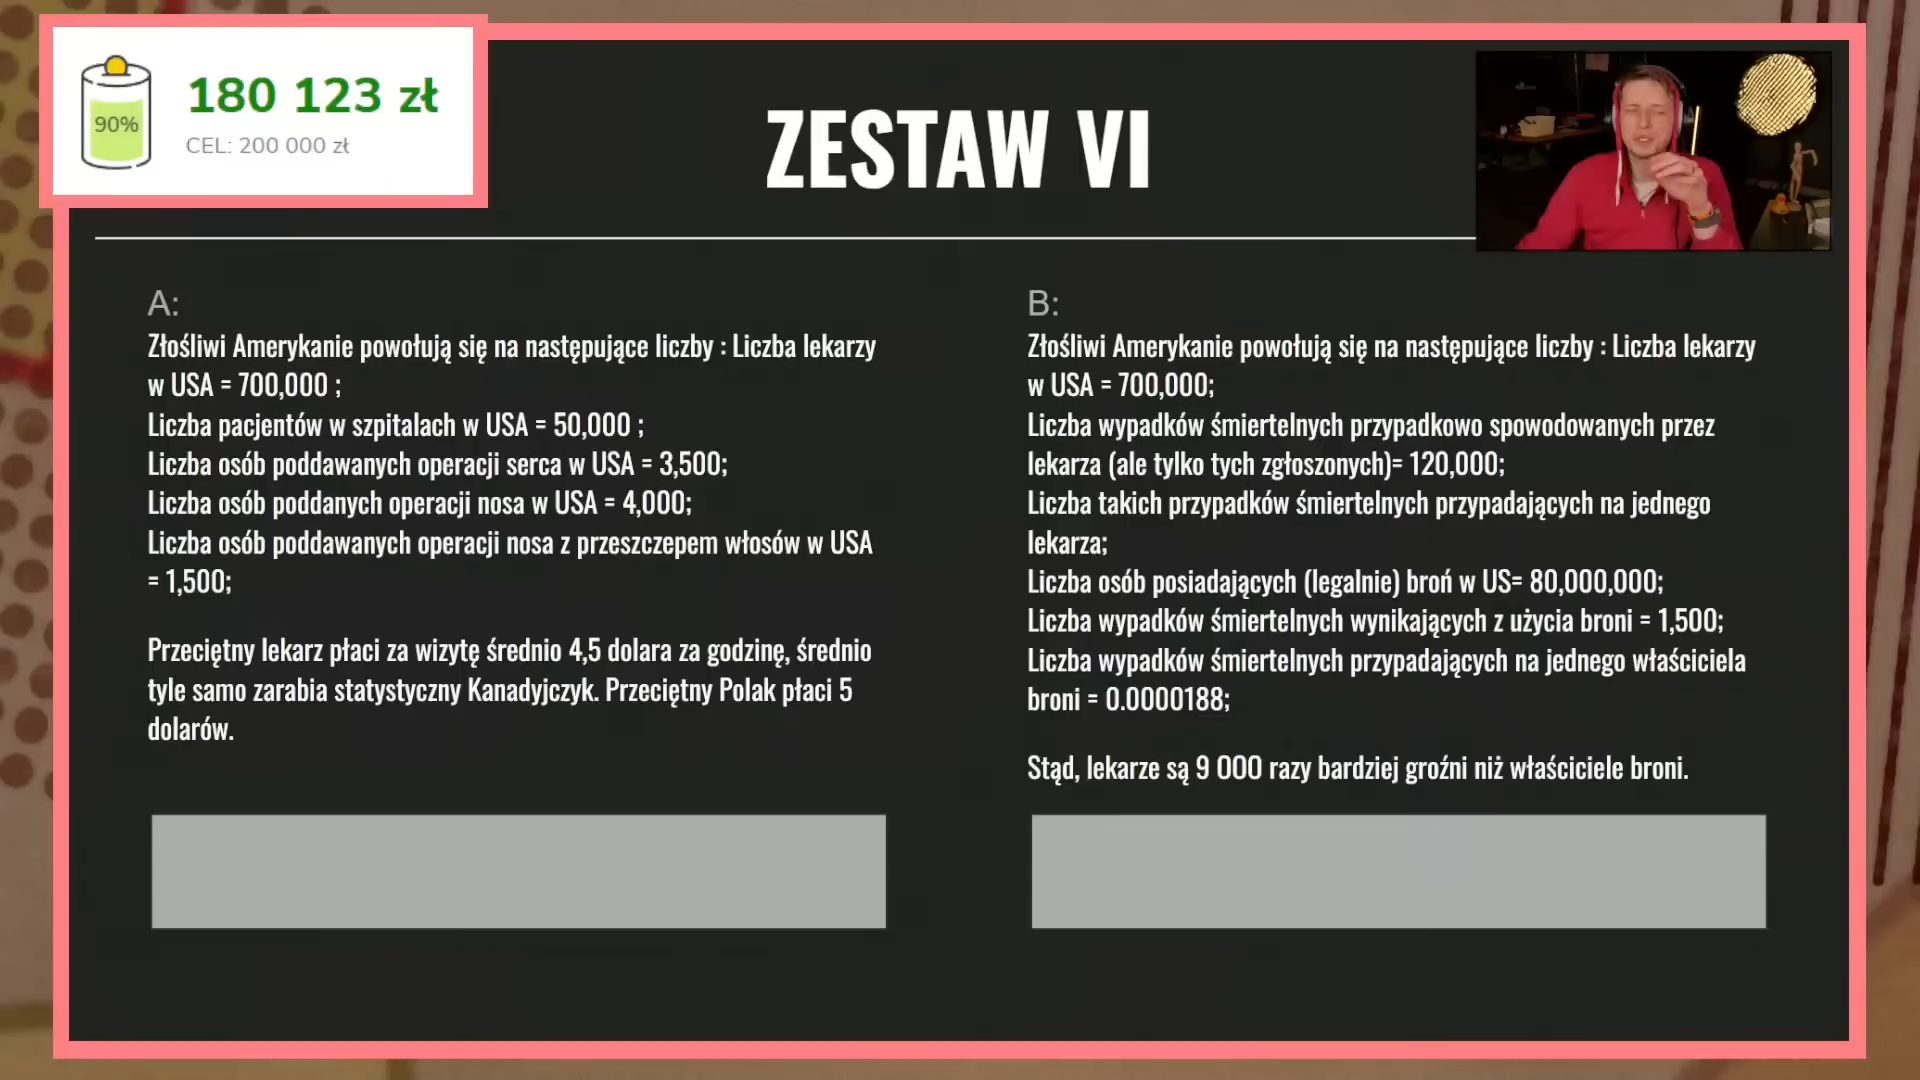 180 123 zł
90%
CEL: 200 000 zł
ZESTAW VI
A:
Złośliwi Amerykanie powołują się na następujące liczby : Liczba lekarzy
w USA = 700,000 ;
Liczba pacjentów w szpitalach w USA = 50,000 ;
Liczba osób poddawanych operacji serca w USA = 3,500;
Liczba osób poddanych operacji nosa w USA = 4,000;
Liczba osób poddawanych operacji nosa z przeszczepem włosów w USA
= 1,500;
Przeciętny lekarz płaci za wizytę średnio 4,5 dolara za godzinę, średnio
tyle samo zarabia statystyczny Kanadyjczyk. Przeciętny Polak płaci 5
dolarów.
B:
Złośliwi Amerykanie powołują się na następujące liczby : Liczba lekarzy
w USA = 700,000;
Liczba wypadków śmiertelnych przypadkowo spowodowanych przez
lekarza (ale tylko tych zgłoszonych)= 120,000;
Liczba takich przypadków śmiertelnych przypadających na jednego
lekarza;
Liczba osób posiadających (legalnie) broń w US= 80,000,000;
Liczba wypadków śmiertelnych wynikających z użycia broni = 1,500;
Liczba wypadków śmiertelnych przypadających na jednego właściciela
broni = 0.0000188;
Stąd, lekarze są 9 000 razy bardziej groźni niż właściciele broni.